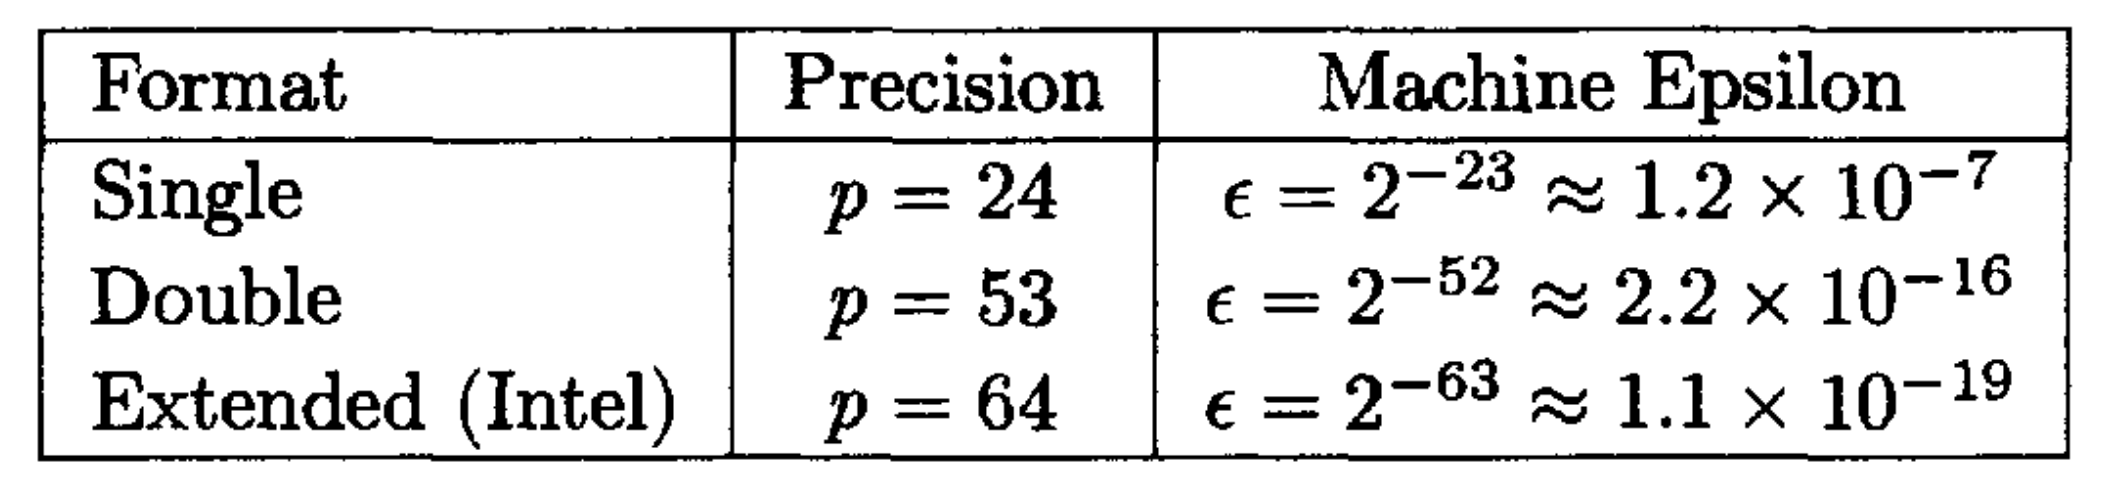 Format Precision Machine Epsilon
Single p = 24 ϵ = 2⁻²³ ≈ 1.2 × 10⁻⁷
Double p = 53 ϵ = 2⁻⁵² ≈ 2.2 × 10⁻¹⁶
Extended (Intel) p = 64 ϵ = 2⁻⁶³ ≈ 1.1 × 10⁻¹⁹